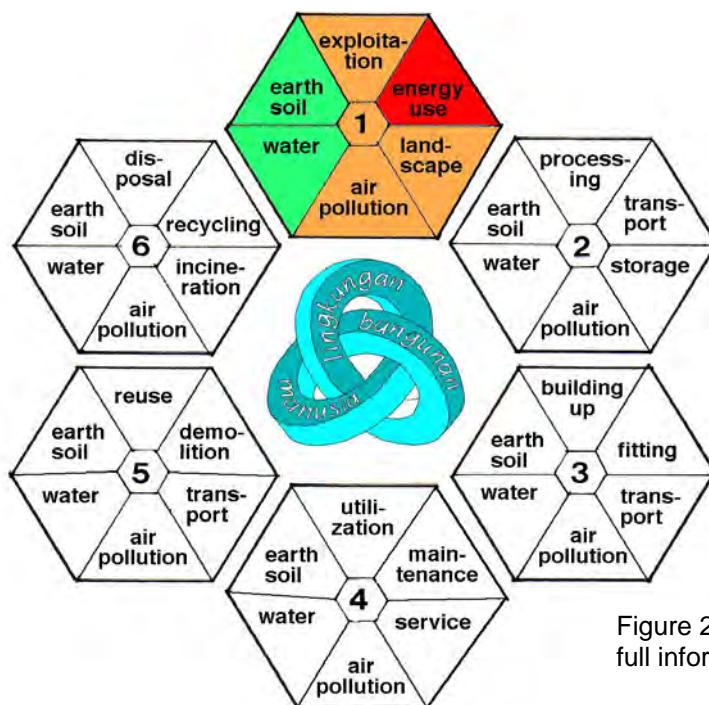 exploita-
tion
energy
use
land-
scape
air
pollution
water
earth
soil
1
process-
ing
trans-
port
storage
air
pollution
water
earth
soil
2
building
up
fitting
trans-
port
air
pollution
water
earth
soil
3
utili-
zation
main-
tenance
service
air
pollution
water
earth
soil
4
reuse
demo-
lition
trans-
port
air
pollution
water
earth
soil
5
dis-
posal
recycling
incine-
ration
air
pollution
water
earth
soil
6
lingkungan
bangunan
manusia
Figure 2
full infor